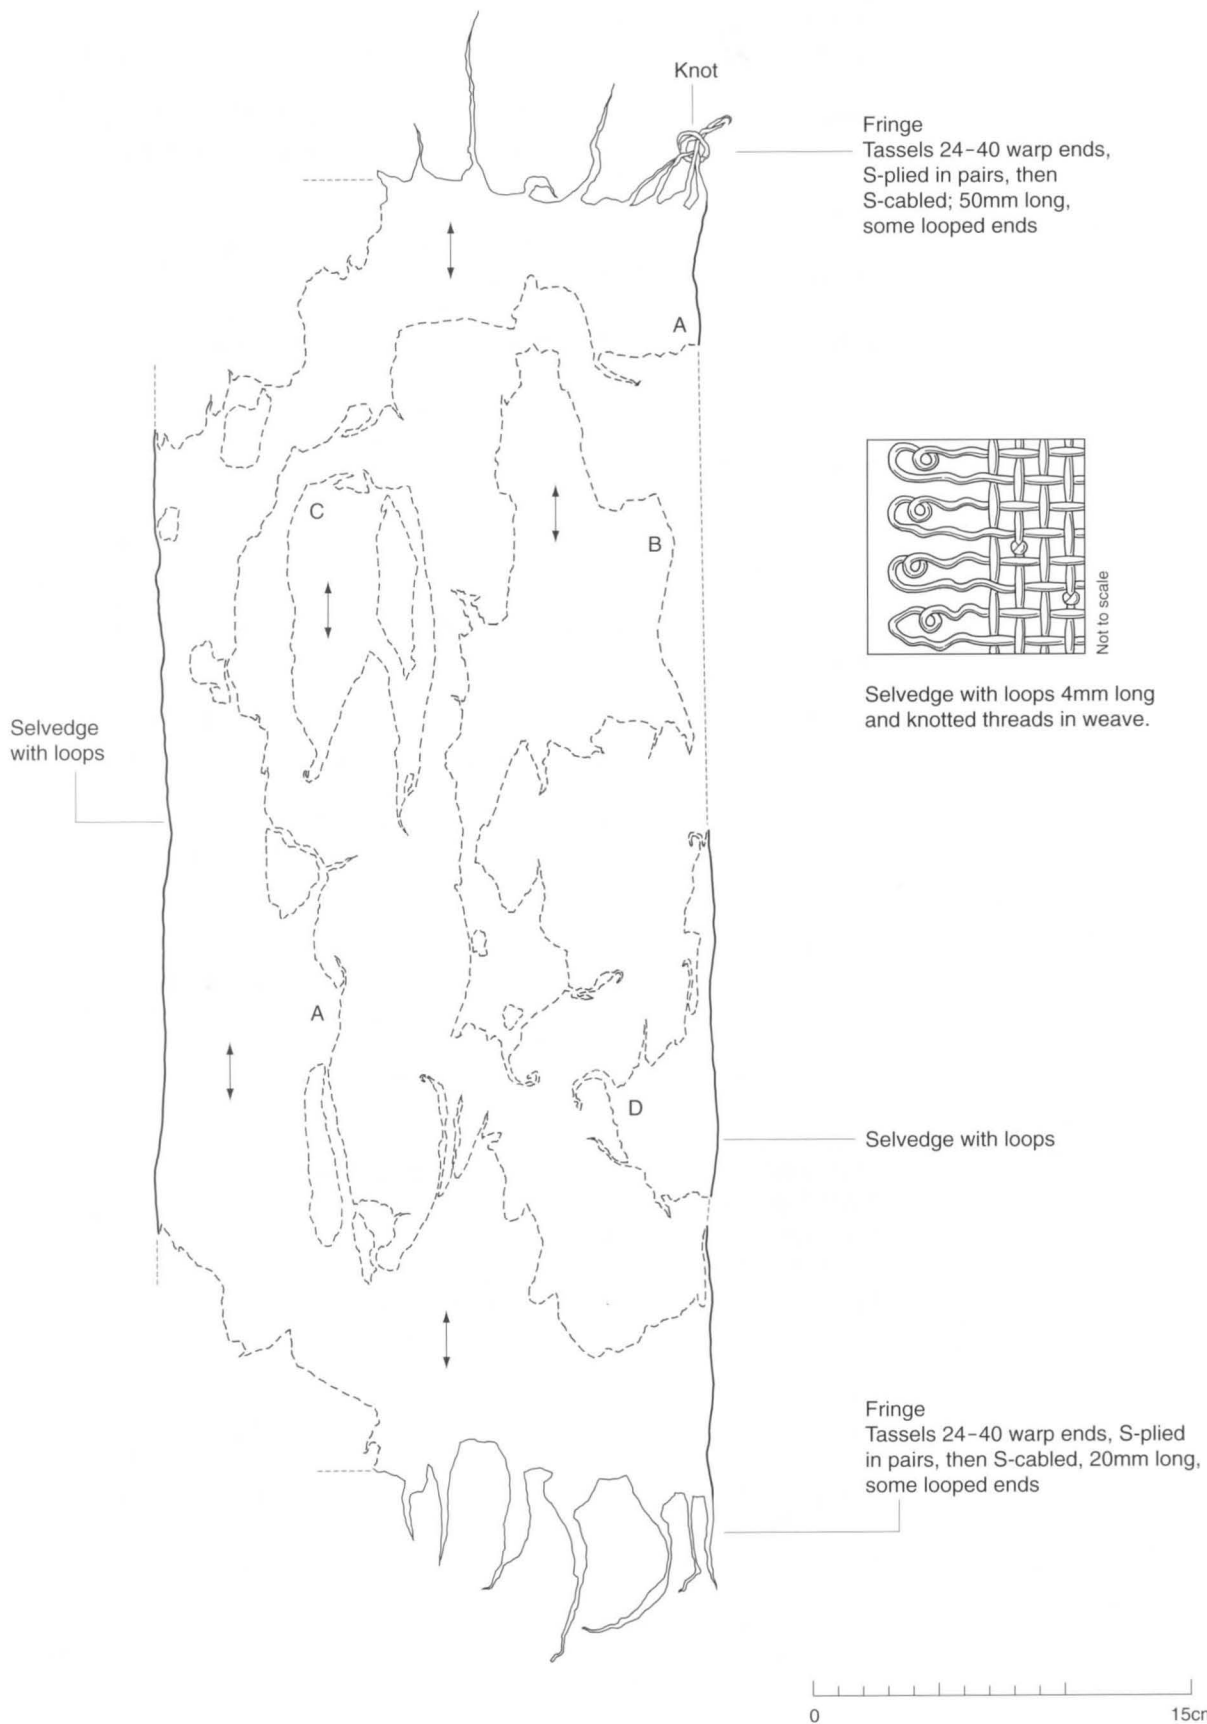 Knot
Fringe
Tassels 24–40 warp ends,
S-plied in pairs, then
S-cabled; 50mm long,
some looped ends
A
C
B
Not to scale
Selvedge with loops 4mm long
and knotted threads in weave.
Selvedge
with loops
A
D
Selvedge with loops
Fringe
Tassels 24–40 warp ends, S-plied
in pairs, then S-cabled, 20mm long,
some looped ends
0
15cm